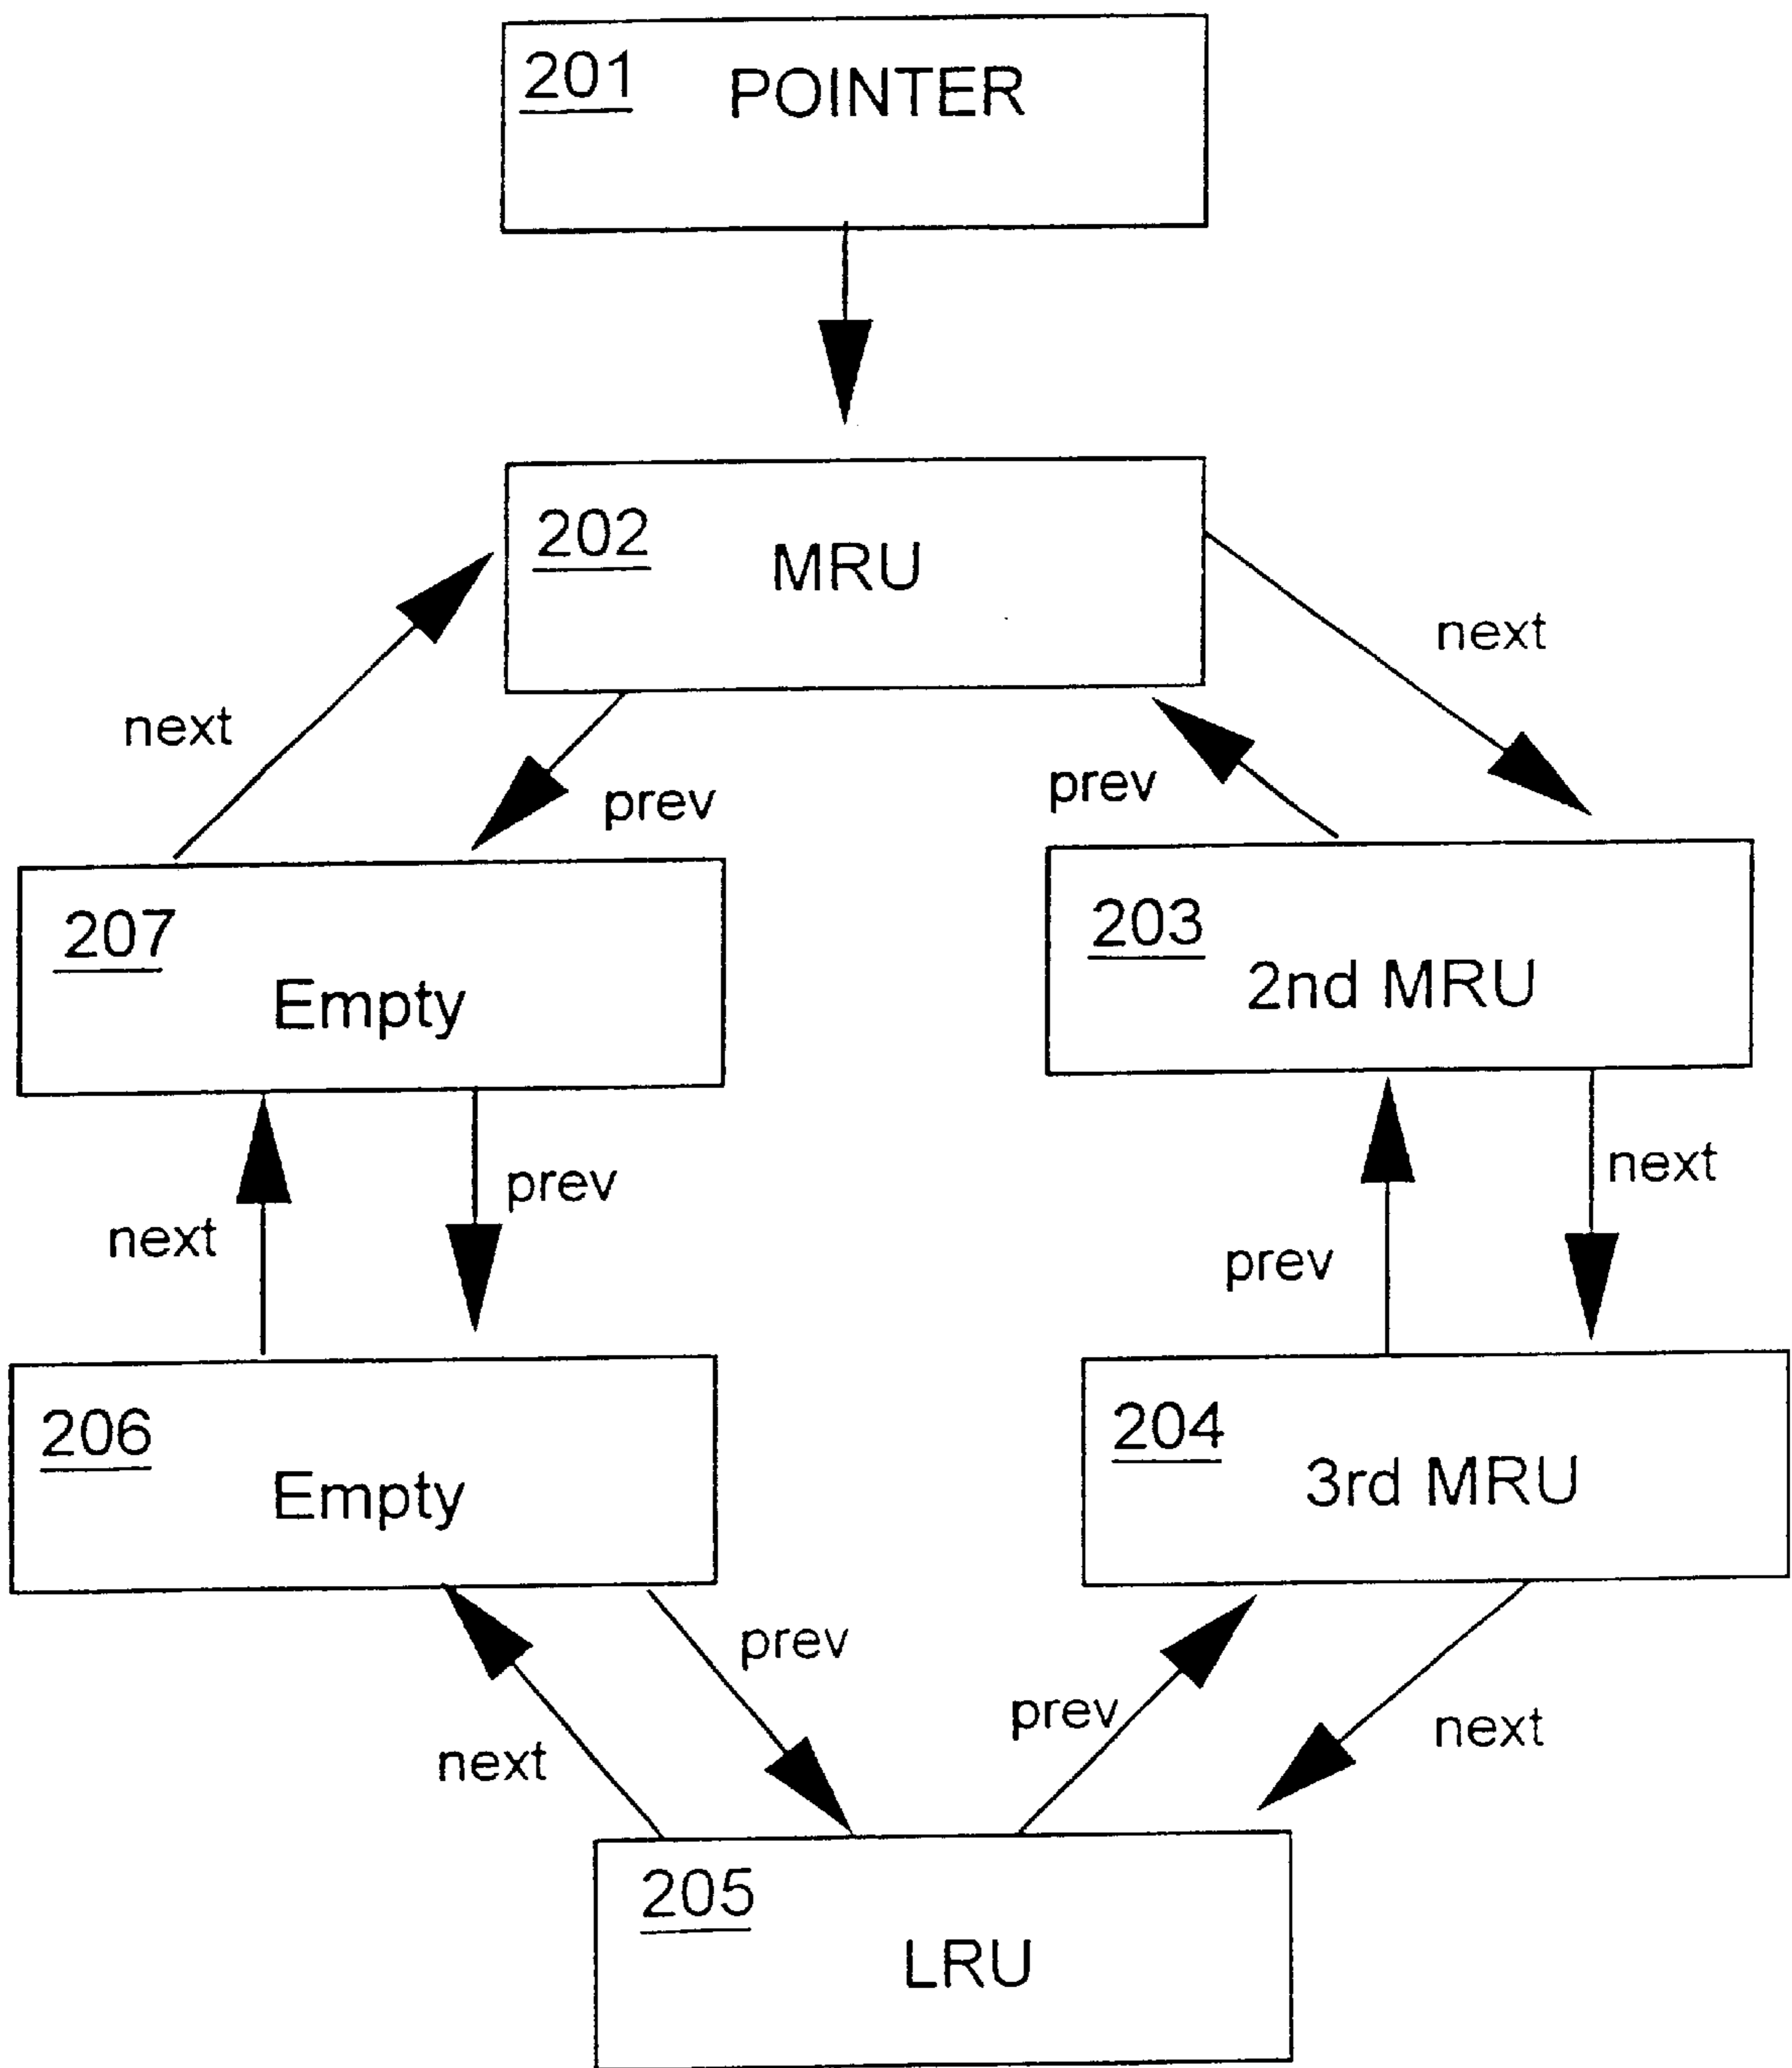 201 POINTER
202
MRU
next
next
prev
prev
207
Empty
203
2nd MRU
next
prev
prev
next
206
Empty
204
3rd MRU
next
prev
prev
next
205
LRU